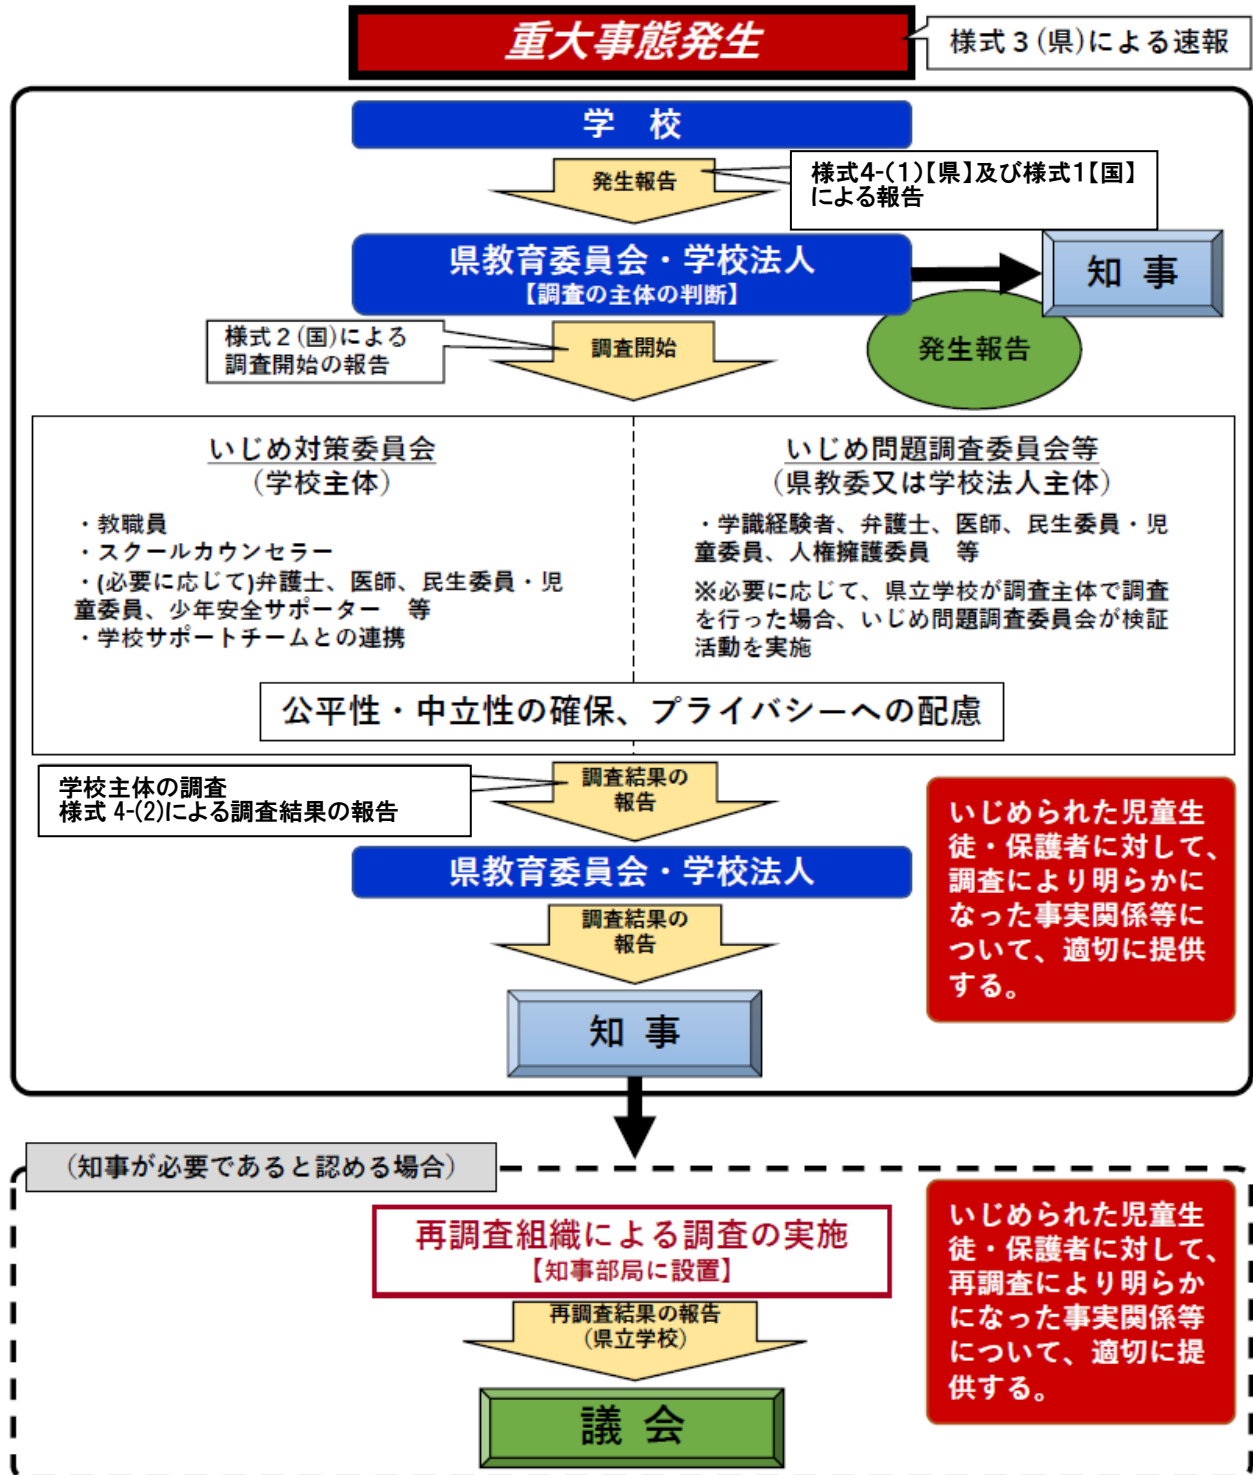 重大事態発生
様式３(県)による速報
学　校
発生報告
様式4-(1)【県】及び様式1【国】
による報告
県教育委員会・学校法人
【調査の主体の判断】
知 事
発生報告
様式２(国)による
調査開始の報告
調査開始
いじめ対策委員会
（学校主体）
・教職員
・スクールカウンセラー
・(必要に応じて)弁護士、医師、民生委員・児
童委員、少年安全サポーター　等
・学校サポートチームとの連携
いじめ問題調査委員会等
（県教委又は学校法人主体）
・学識経験者、弁護士、医師、民生委員・児
童委員、人権擁護委員　等
※必要に応じて、県立学校が調査主体で調査
を行った場合、いじめ問題調査委員会が検証
活動を実施
公平性・中立性の確保、プライバシーへの配慮
学校主体の調査
様式 4-(2)による調査結果の報告
調査結果の
報告
県教育委員会・学校法人
調査結果の
報告
知 事
いじめられた児童生
徒・保護者に対して、
調査により明らかに
なった事実関係等に
ついて、適切に提供
する。
（知事が必要であると認める場合）
再調査組織による調査の実施
【知事部局に設置】
再調査結果の報告
(県立学校)
議 会
いじめられた児童生
徒・保護者に対して、
再調査により明らか
になった事実関係等
について、適切に提
供する。